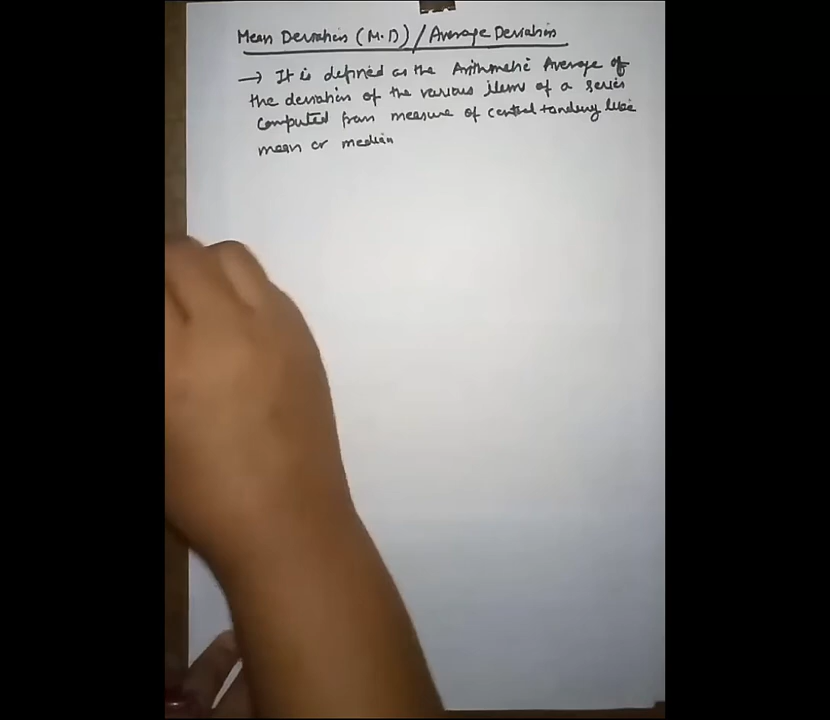 Mean Deviation (M.D) / Average Deviation
→ It is defined as the Arithmetic Average of
the deviation of the various items of a series
computed from measure of central tandency like
mean or median